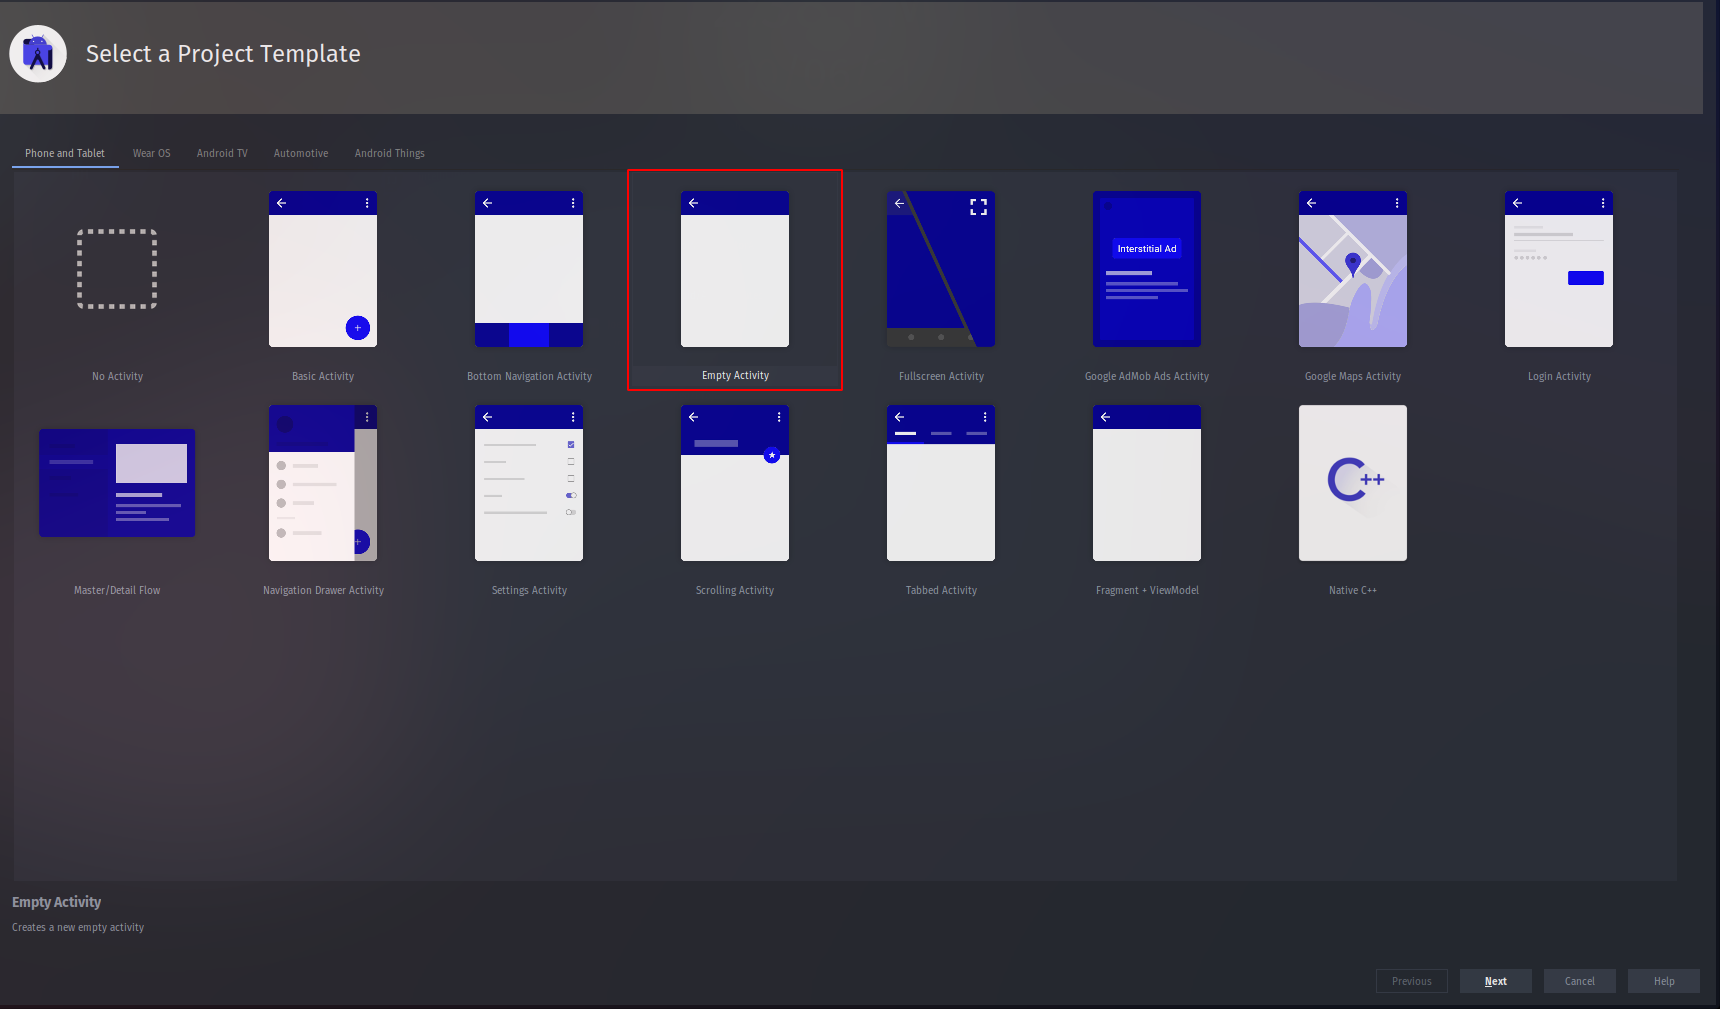 Select a Project Template
Phone and Tablet Wear OS Android TV Automotive Android Things
Interstitial Ad
No Activity Basic Activity Bottom Navigation Activity Empty Activity Fullscreen Activity Google AdMob Ads Activity Google Maps Activity Login Activity
C++
Master/Detail Flow Navigation Drawer Activity Settings Activity Scrolling Activity Tabbed Activity Fragment + ViewModel Native C++
Empty Activity
Creates a new empty activity
Previous Next Cancel Help